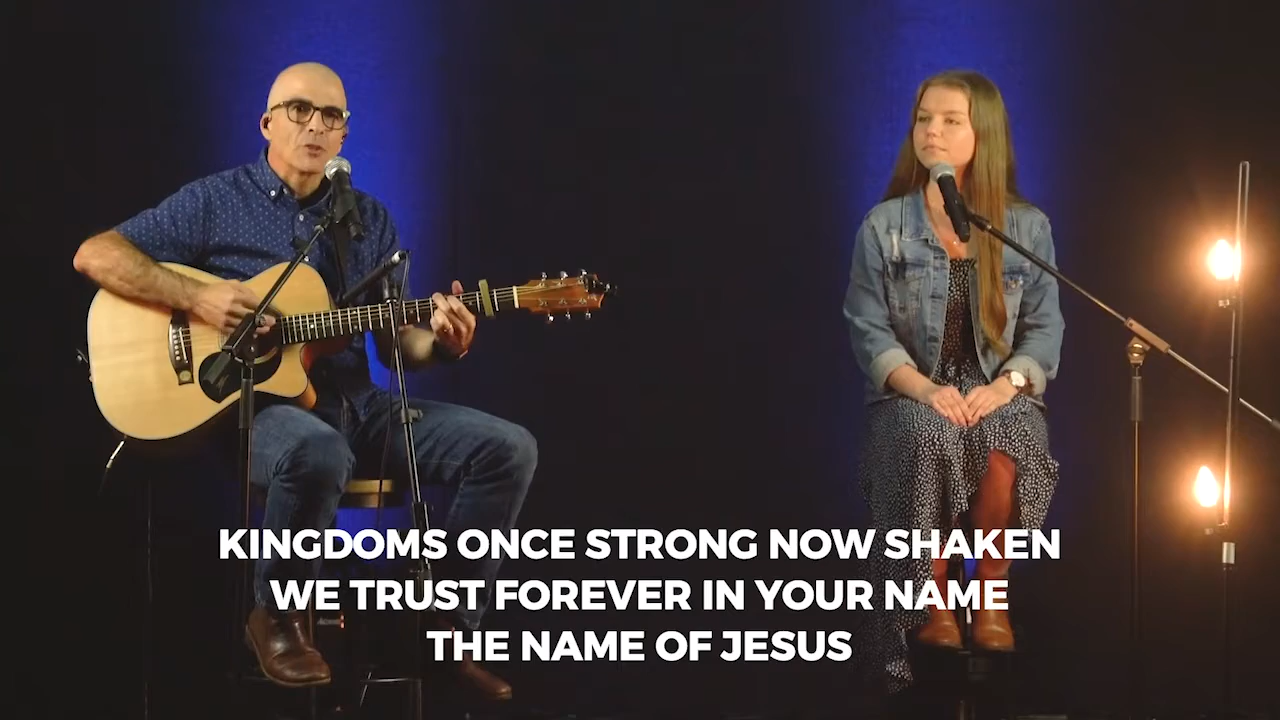 KINGDOMS ONCE STRONG NOW SHAKEN
WE TRUST FOREVER IN YOUR NAME
THE NAME OF JESUS